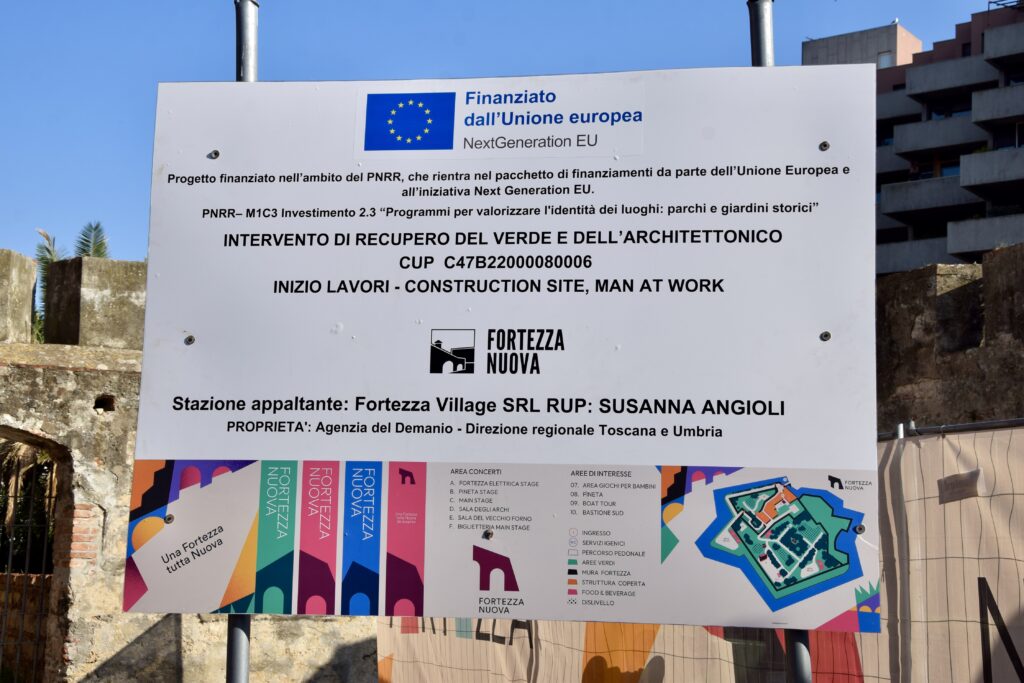 Finanziato
dall'Unione europea
NextGeneration EU
Progetto finanziato nell'ambito del PNRR, che rientra nel pacchetto di finanziamenti da parte dell'Unione Europea e
all'iniziativa Next Generation EU.
PNRR– M1C3 Investimento 2.3 “Programmi per valorizzare l'identità dei luoghi: parchi e giardini storici”
INTERVENTO DI RECUPERO DEL VERDE E DELL'ARCHITETTONICO
CUP C47B22000080006
INIZIO LAVORI - CONSTRUCTION SITE, MAN AT WORK
FORTEZZA
NUOVA
Stazione appaltante: Fortezza Village SRL RUP: SUSANNA ANGIOLI
PROPRIETA': Agenzia del Demanio - Direzione regionale Toscana e Umbria
Una Fortezza
tutta Nuova
FORTEZZA
NUOVA
FORTEZZA
NUOVA
FORTEZZA
NUOVA
AREA CONCERTI
A. FORTEZZA ELETTRICA STAGE
B. PINETA STAGE
C. MAIN STAGE
D. SALA DEGLI ARCHI
E. SALA DEL VECCHIO FORNO
F. BIGLIETTERIA MAIN STAGE
FORTEZZA
NUOVA
AREE DI INTERESSE
07. AREA GIOCHI PER BAMBINI
08. PINETA
09. BOAT TOUR
10. BASTIONE SUD
INGRESSO
SERVIZI IGENICI
PERCORSO PEDONALE
AREE VERDI
MURA FORTEZZA
STRUTTURA COPERTA
FOOD & BEVERAGE
DISLIVELLO
FORTEZZA
NUOVA